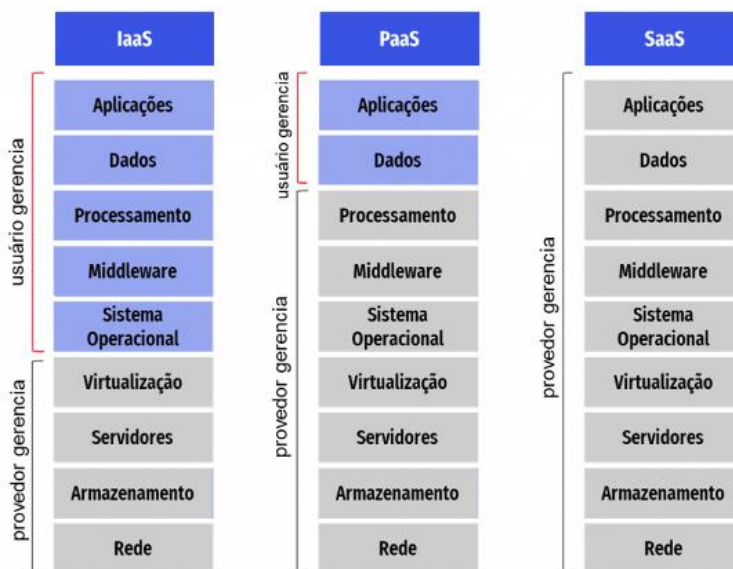 IaaS
usuário gerencia
Aplicações
Dados
Processamento
Middleware
Sistema
Operacional
provedor gerencia
Virtualização
Servidores
Armazenamento
Rede
PaaS
usuário gerencia
Aplicações
Dados
provedor gerencia
Processamento
Middleware
Sistema
Operacional
Virtualização
Servidores
Armazenamento
Rede
SaaS
provedor gerencia
Aplicações
Dados
Processamento
Middleware
Sistema
Operacional
Virtualização
Servidores
Armazenamento
Rede